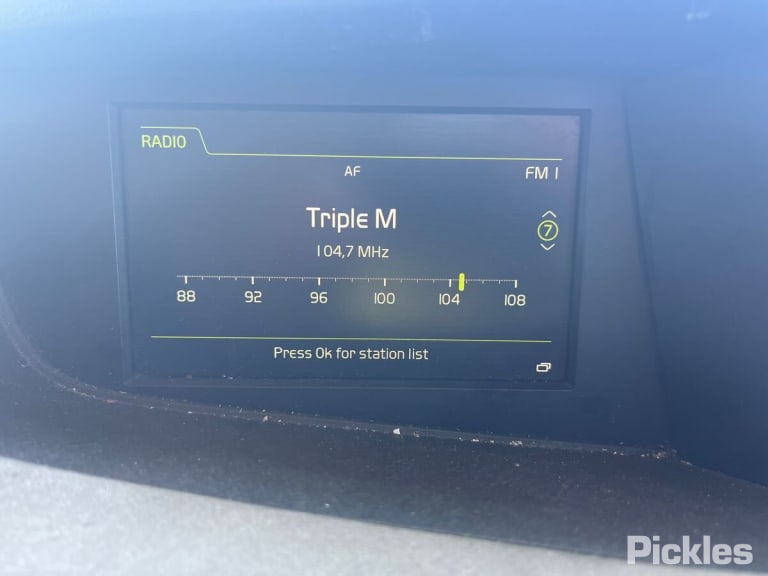 RADIO
AF FM 1
Triple M
104,7 MHz
7
88 92 96 100 104 108
Press Ok for station list
Pickles